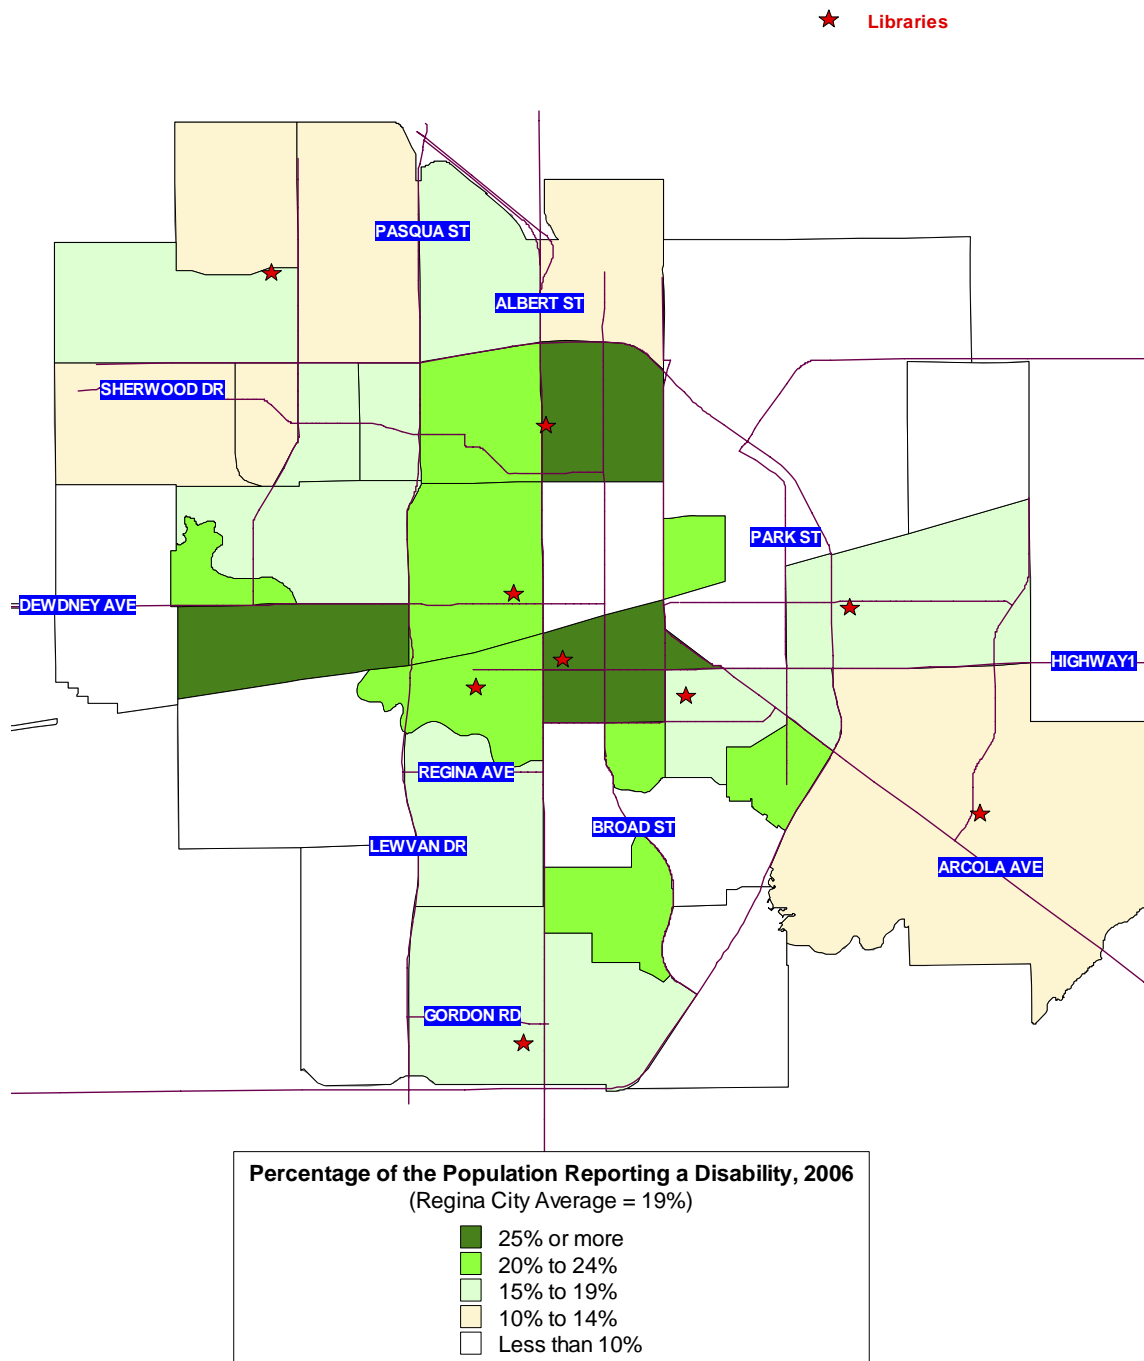 Libraries
PASQUA ST
ALBERT ST
SHERWOOD DR
PARK ST
DEWDNEY AVE
HIGHWAY1
REGINA AVE
BROAD ST
LEWVAN DR
ARCOLA AVE
GORDON RD
Percentage of the Population Reporting a Disability, 2006
(Regina City Average = 19%)
25% or more
20% to 24%
15% to 19%
10% to 14%
Less than 10%